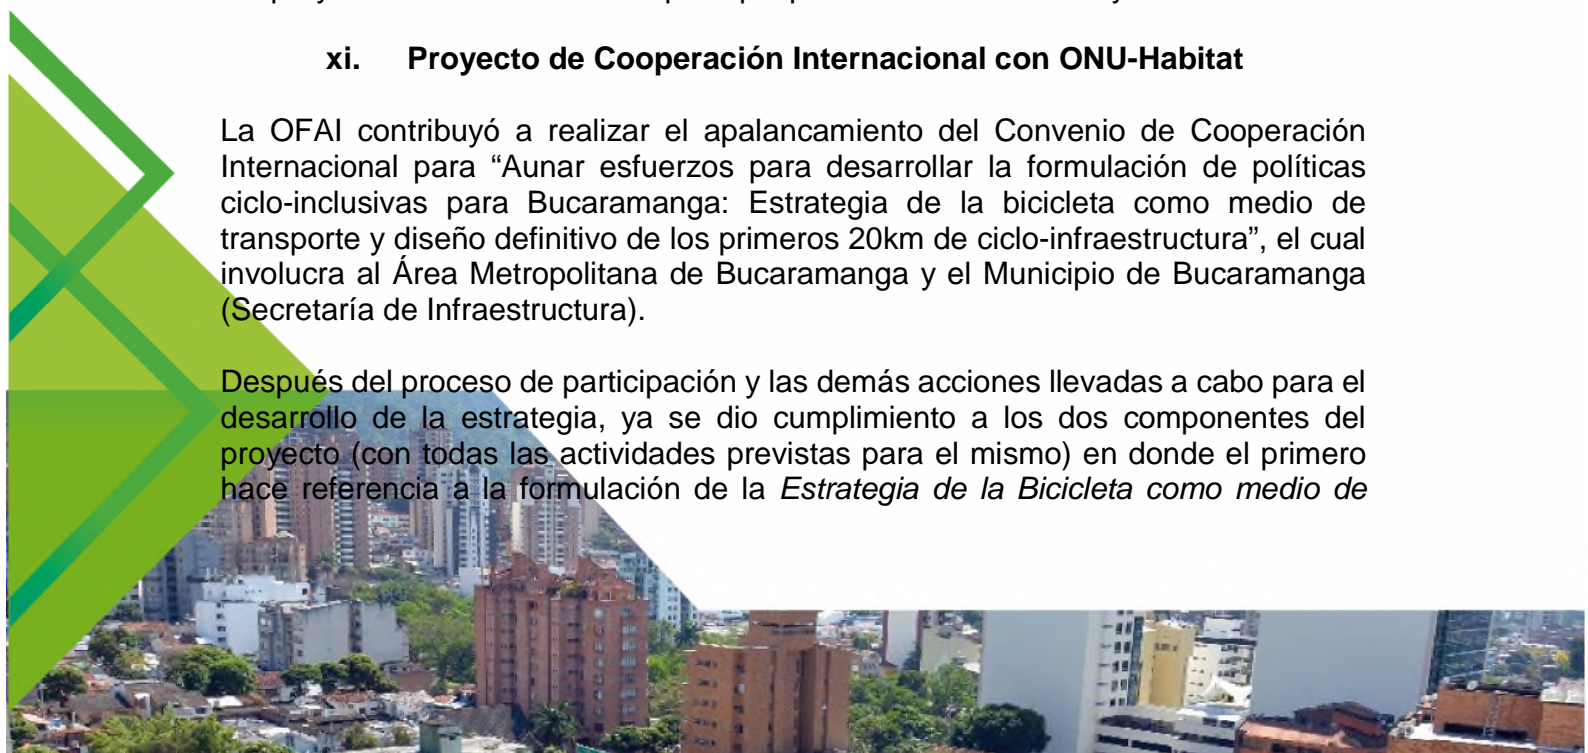 xi. Proyecto de Cooperación Internacional con ONU-Habitat
La OFAI contribuyó a realizar el apalancamiento del Convenio de Cooperación
Internacional para “Aunar esfuerzos para desarrollar la formulación de políticas
ciclo-inclusivas para Bucaramanga: Estrategia de la bicicleta como medio de
transporte y diseño definitivo de los primeros 20km de ciclo-infraestructura”, el cual
involucra al Área Metropolitana de Bucaramanga y el Municipio de Bucaramanga
(Secretaría de Infraestructura).
Después del proceso de participación y las demás acciones llevadas a cabo para el
desarrollo de la estrategia, ya se dio cumplimiento a los dos componentes del
proyecto (con todas las actividades previstas para el mismo) en donde el primero
hace referencia a la formulación de la Estrategia de la Bicicleta como medio de